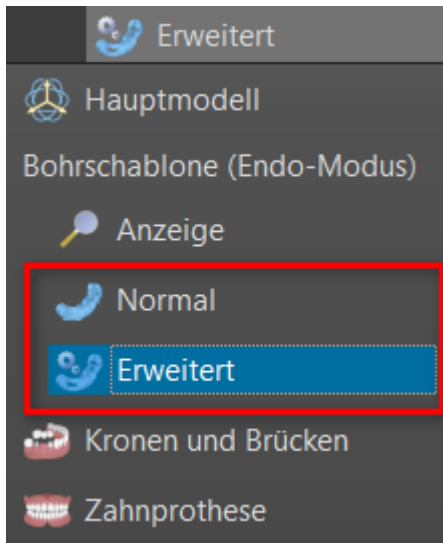 Erweitert
Hauptmodell
Bohrschablone (Endo-Modus)
Anzeige
Normal
Erweitert
Kronen und Brücken
Zahnprothese